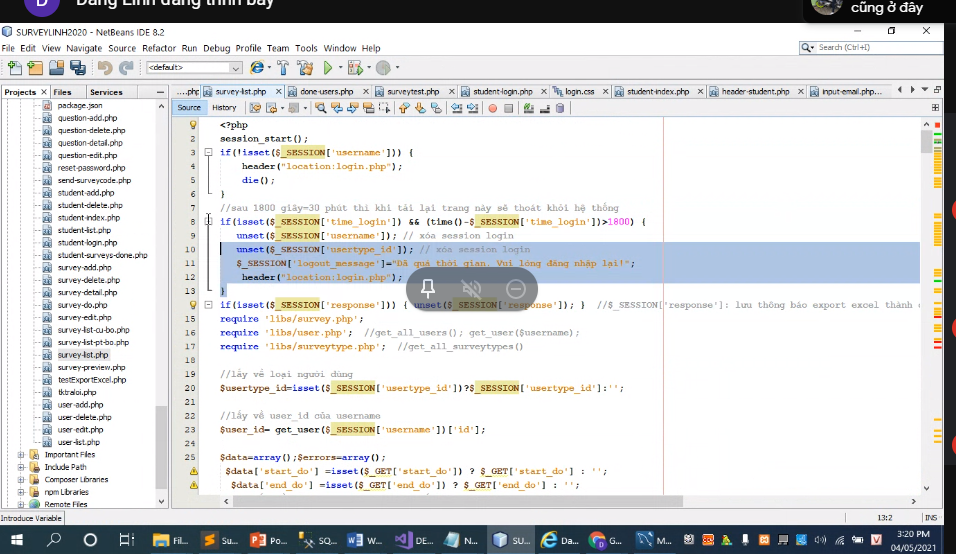 Đang Linh đang trình bày
cũng ở đây
SURVEYLINH2020 - NetBeans IDE 8.2
File Edit View Navigate Source Refactor Run Debug Profile Team Tools Window Help
Search (Ctrl+I)
<default>
Projects Files Services
...php survey-list.php done-users.php surveytest.php student-login.php login.css student-index.php header-student.php input-email.php...
Source History
package.json
question-add.php
question-delete.php
question-detail.php
question-edit.php
reset-password.php
send-surveycode.php
student-add.php
student-delete.php
student-index.php
student-list.php
student-login.php
student-surveys-done.php
survey-add.php
survey-delete.php
survey-detail.php
survey-do.php
survey-edit.php
survey-list-cu-bo.php
survey-list-pt-bo.php
survey-list.php
survey-preview.php
testExportExcel.php
tktraloi.php
user-add.php
user-delete.php
user-edit.php
user-list.php
Important Files
Include Path
Composer Libraries
npm Libraries
Remote Files
<?php
2 session_start();
3 if(!isset($_SESSION['username'])) {
4 header("location:login.php");
5 die();
6 }
7 //sau 1800 giây=30 phút thì khi tải lại trang này sẽ thoát khỏi hệ thống
8 if(isset($_SESSION['time_login']) && (time()-$_SESSION['time_login'])>1800) {
9 unset($_SESSION['username']); // xóa session login
10 unset($_SESSION['usertype_id']); // xóa session login
11 $_SESSION['logout_message']="Đã quá thời gian. Vui lòng đăng nhập lại!";
12 header("location:login.php");
13 }
if(isset($_SESSION['response'])) { unset($_SESSION['response']); } //$_SESSION['response']: lưu thông báo export excel thành
15 require 'libs/survey.php';
16 require 'libs/user.php'; //get_all_users(); get_user($username);
17 require 'libs/surveytype.php'; //get_all_surveytypes()
18
19 //lấy về loại người dùng
20 $usertype_id=isset($_SESSION['usertype_id'])?$_SESSION['usertype_id']:'';
21
22 //lấy về user_id của username
23 $user_id= get_user($_SESSION['username'])['id'];
24
25 $data=array();$errors=array();
$data['start_do'] =isset($_GET['start_do']) ? $_GET['start_do'] : '';
$data['end_do'] =isset($_GET['end_do']) ? $_GET['end_do'] : '';
Introduce Variable
13:2 INS
Fil... Su... Po... SQ... W... DE... N... SU... Da... G... M...
3:20 PM
04/05/2021